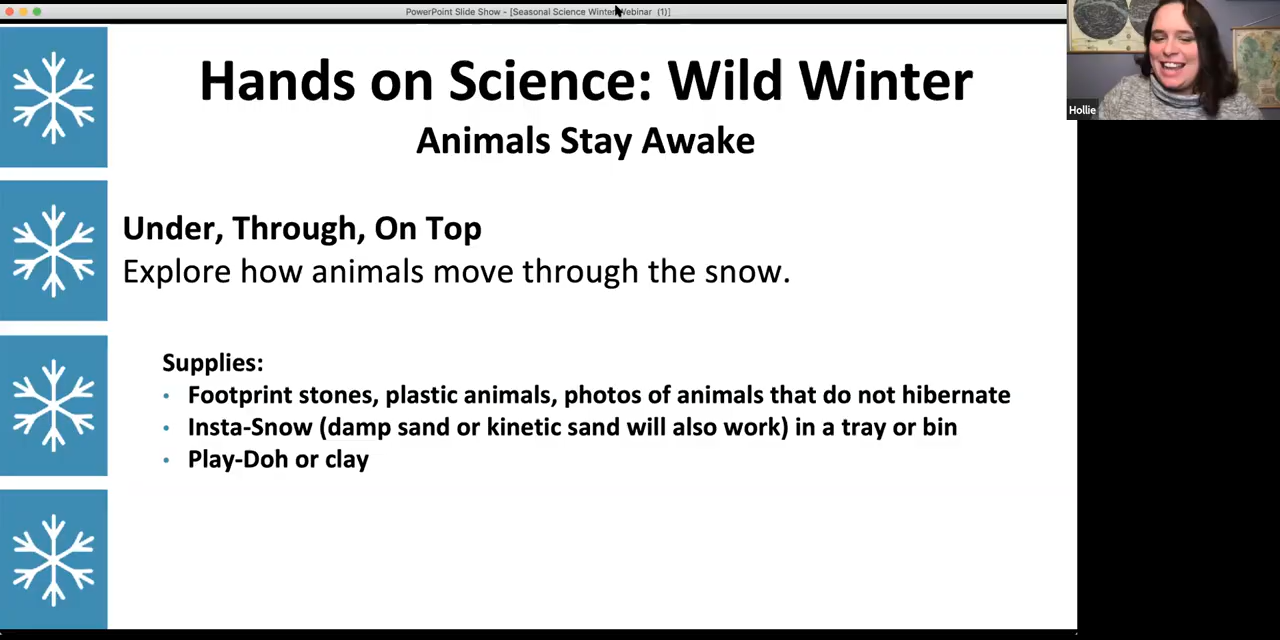 PowerPoint Slide Show - [Seasonal Science Winter Webinar (1)]
Hollie
Hands on Science: Wild Winter
Animals Stay Awake
Under, Through, On Top
Explore how animals move through the snow.
Supplies:
• Footprint stones, plastic animals, photos of animals that do not hibernate
• Insta-Snow (damp sand or kinetic sand will also work) in a tray or bin
• Play-Doh or clay